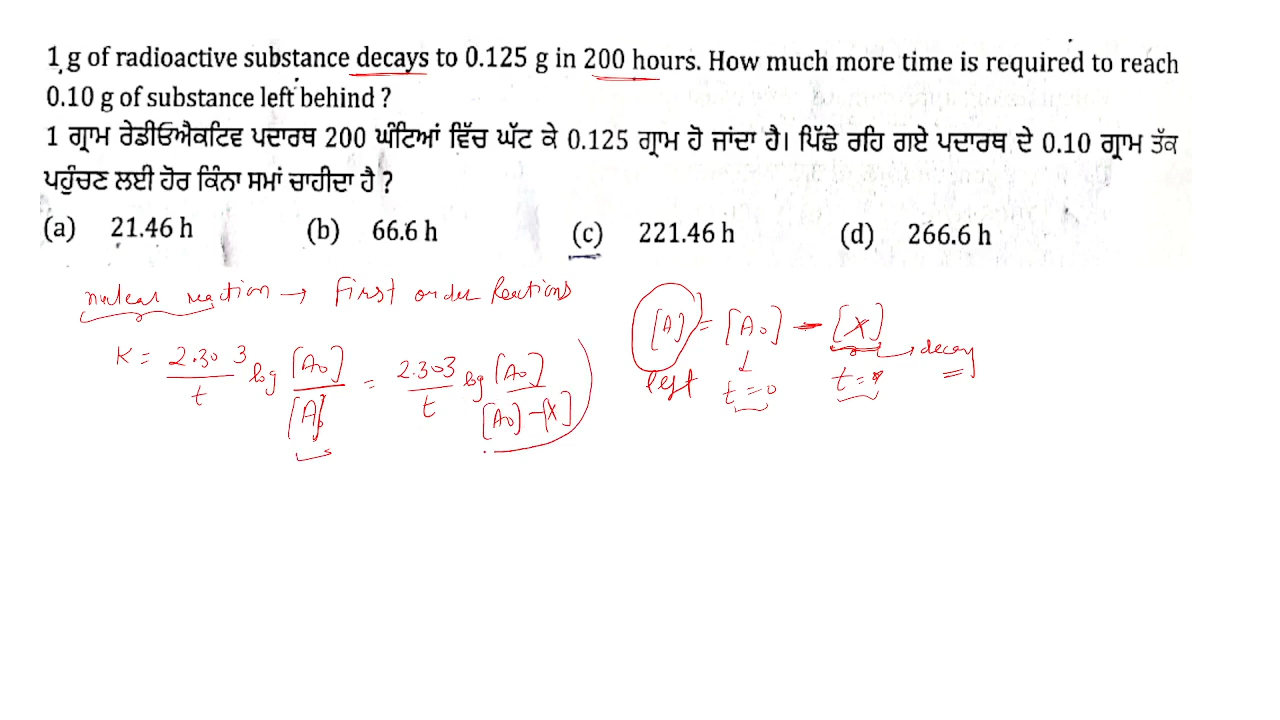 1 g of radioactive substance decays to 0.125 g in 200 hours. How much more time is required to reach
0.10 g of substance left behind ?
1 ਗ੍ਰਾਮ ਰੇਡੀਓਐਕਟਿਵ ਪਦਾਰਥ 200 ਘੰਟਿਆਂ ਵਿੱਚ ਘੱਟ ਕੇ 0.125 ਗ੍ਰਾਮ ਹੋ ਜਾਂਦਾ ਹੈ। ਪਿੱਛੇ ਰਹਿ ਗਏ ਪਦਾਰਥ ਦੇ 0.10 ਗ੍ਰਾਮ ਤੱਕ
ਪਹੁੰਚਣ ਲਈ ਹੋਰ ਕਿੰਨਾ ਸਮਾਂ ਚਾਹੀਦਾ ਹੈ ?
(a) 21.46 h (b) 66.6 h (c) 221.46 h (d) 266.6 h
nuclear reaction → First order Reactions
[A] = [A₀] - [X]
→ decay
left t=0 t=
K = 2.303/t log [A₀]/[A] = 2.303/t log [A₀]/[A₀]-[X]